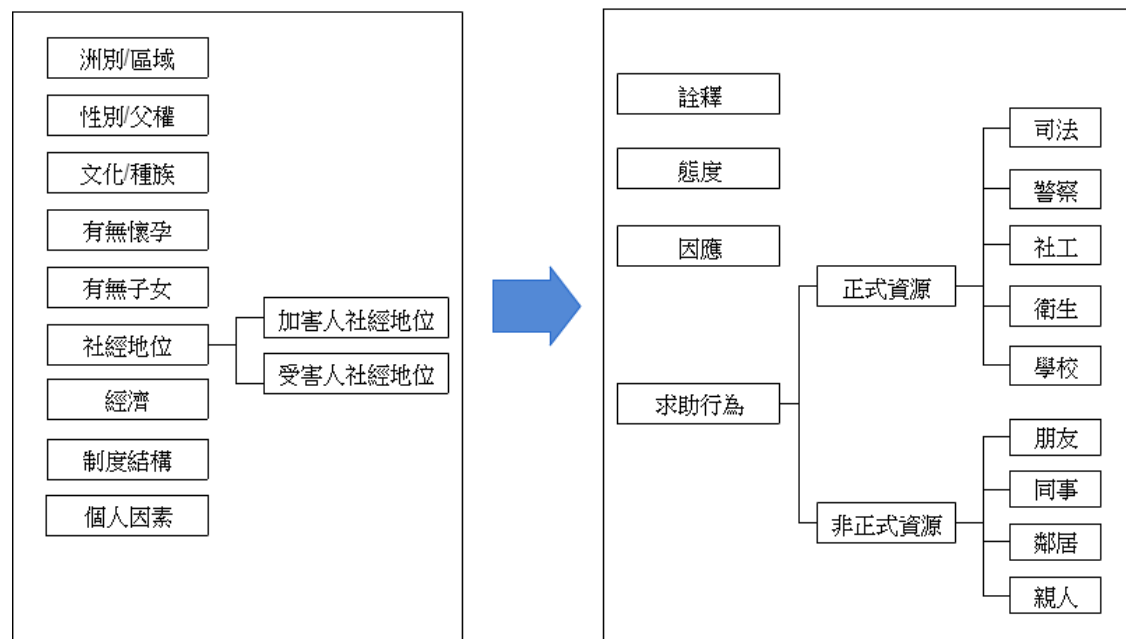 洲別/區域
性別/父權
文化/種族
有無懷孕
有無子女
社經地位
加害人社經地位
受害人社經地位
經濟
制度結構
個人因素
詮釋
態度
因應
求助行為
正式資源
司法
警察
社工
衛生
學校
非正式資源
朋友
同事
鄰居
親人